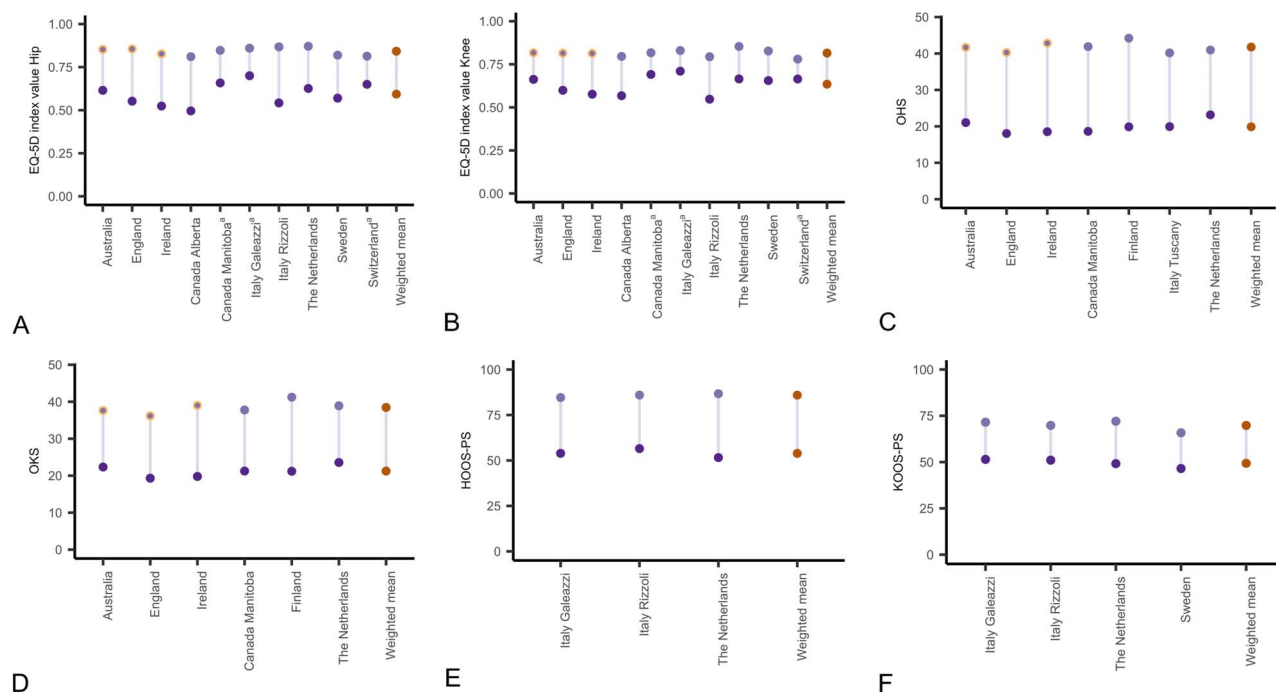 EQ-5D index value Hip
1.00
0.75
0.50
0.25
0.00
Australia
England
Ireland
Canada Alberta
Canada Manitobaª
Italy Galeazziª
Italy Rizzoli
The Netherlands
Sweden
Switzerlandª
Weighted mean
A
EQ-5D index value Knee
1.00
0.75
0.50
0.25
0.00
Australia
England
Ireland
Canada Alberta
Canada Manitobaª
Italy Galeazziª
Italy Rizzoli
The Netherlands
Sweden
Switzerlandª
Weighted mean
B
OHS
50
40
30
20
10
0
Australia
England
Ireland
Canada Manitoba
Finland
Italy Tuscany
The Netherlands
Weighted mean
C
OKS
50
40
30
20
10
0
Australia
England
Ireland
Canada Manitoba
Finland
The Netherlands
Weighted mean
D
HOOS-PS
100
75
50
25
0
Italy Galeazzi
Italy Rizzoli
The Netherlands
Weighted mean
E
KOOS-PS
100
75
50
25
0
Italy Galeazzi
Italy Rizzoli
The Netherlands
Sweden
Weighted mean
F